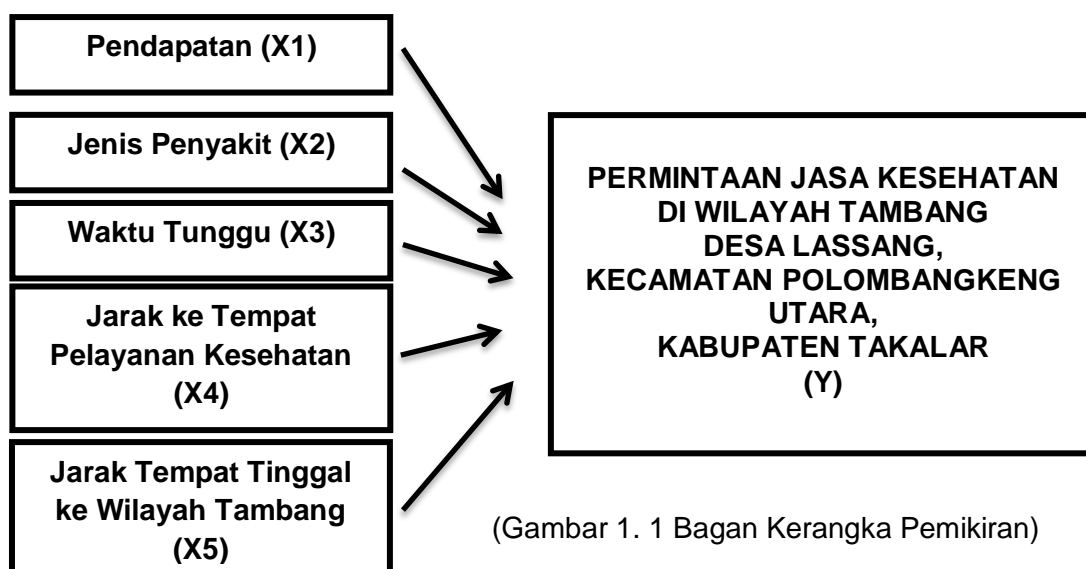 Pendapatan (X1)
Jenis Penyakit (X2)
Waktu Tunggu (X3)
Jarak ke Tempat
Pelayanan Kesehatan
(X4)
Jarak Tempat Tinggal
ke Wilayah Tambang
(X5)
PERMINTAAN JASA KESEHATAN
DI WILAYAH TAMBANG
DESA LASSANG,
KECAMATAN POLOMBANGKENG
UTARA,
KABUPATEN TAKALAR
(Y)
(Gambar 1. 1 Bagan Kerangka Pemikiran)